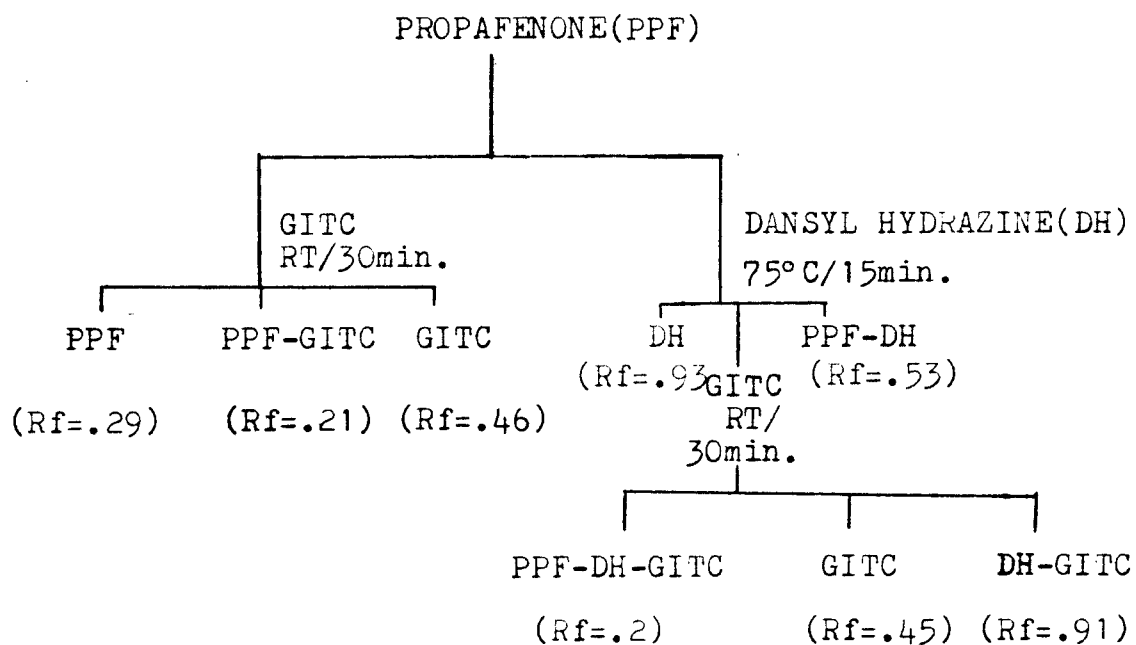 PROPAFENONE(PPF)
GITC
RT/30min.
DANSYL HYDRAZINE(DH)
75°C/15min.
PPF PPF-GITC GITC
(Rf=.29) (Rf=.21) (Rf=.46)
DH PPF-DH
(Rf=.93 (Rf=.53)
GITC
RT/
30min.
PPF-DH-GITC GITC DH-GITC
(Rf=.2) (Rf=.45) (Rf=.91)